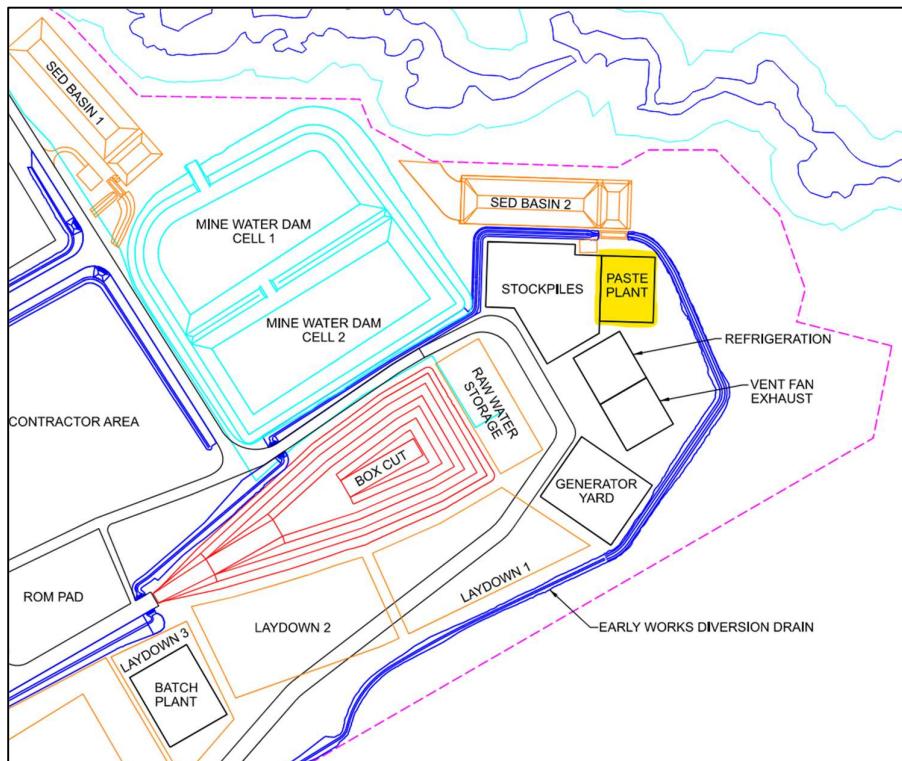 SED BASIN 1
MINE WATER DAM
CELL 1
SED BASIN 2
STOCKPILES
PASTE
PLANT
MINE WATER DAM
CELL 2
REFRIGERATION
VENT FAN
EXHAUST
RAW WATER
STORAGE
CONTRACTOR AREA
BOX CUT
GENERATOR
YARD
LAYDOWN 1
ROM PAD
LAYDOWN 2
EARLY WORKS DIVERSION DRAIN
LAYDOWN 3
BATCH
PLANT